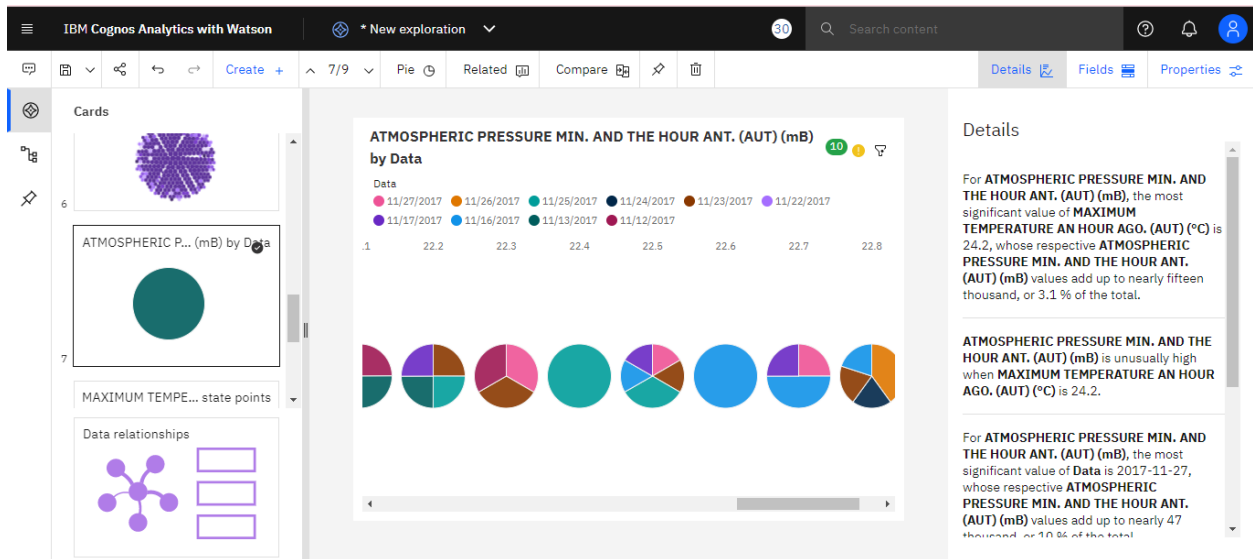 IBM Cognos Analytics with Watson
* New exploration
30
Search content
Create +
7/9
Pie
Related
Compare
Details
Fields
Properties
Cards
6
ATMOSPHERIC P... (mB) by Data
7
MAXIMUM TEMPE... state points
Data relationships
ATMOSPHERIC PRESSURE MIN. AND THE HOUR ANT. (AUT) (mB)
by Data
10
Data
11/27/2017 11/26/2017 11/25/2017 11/24/2017 11/23/2017 11/22/2017
11/17/2017 11/16/2017 11/13/2017 11/12/2017
.1 22.2 22.3 22.4 22.5 22.6 22.7 22.8
Details
For ATMOSPHERIC PRESSURE MIN. AND
THE HOUR ANT. (AUT) (mB), the most
significant value of MAXIMUM
TEMPERATURE AN HOUR AGO. (AUT) (°C) is
24.2, whose respective ATMOSPHERIC
PRESSURE MIN. AND THE HOUR ANT.
(AUT) (mB) values add up to nearly fifteen
thousand, or 3.1 % of the total.
ATMOSPHERIC PRESSURE MIN. AND THE
HOUR ANT. (AUT) (mB) is unusually high
when MAXIMUM TEMPERATURE AN HOUR
AGO. (AUT) (°C) is 24.2.
For ATMOSPHERIC PRESSURE MIN. AND
THE HOUR ANT. (AUT) (mB), the most
significant value of Data is 2017-11-27,
whose respective ATMOSPHERIC
PRESSURE MIN. AND THE HOUR ANT.
(AUT) (mB) values add up to nearly 47
thousand, or 10 % of the total.